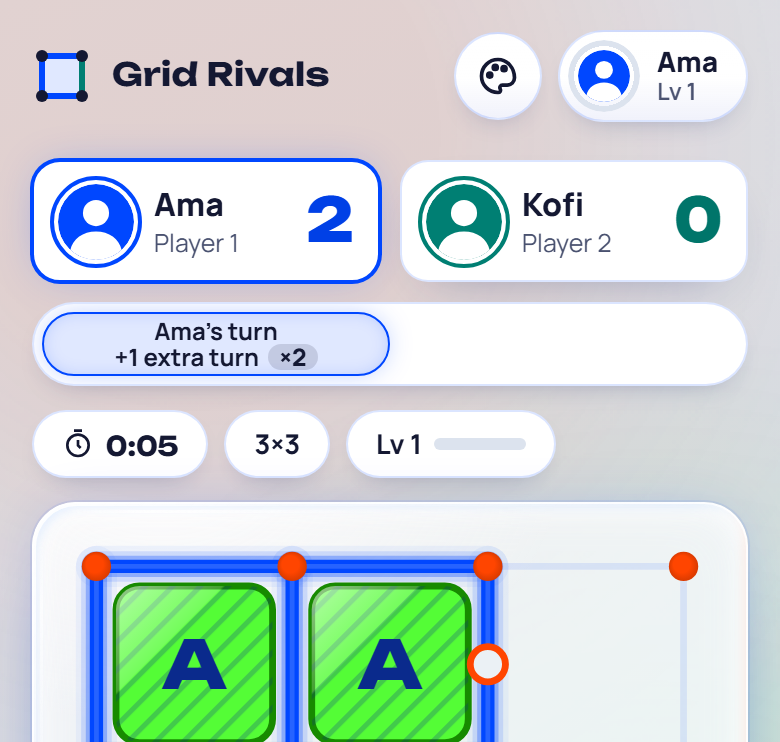 Grid Rivals
Ama
Lv 1
Ama
Player 1
2
Kofi
Player 2
0
Ama's turn
+1 extra turn ×2
0:05
3×3
Lv 1
A
A